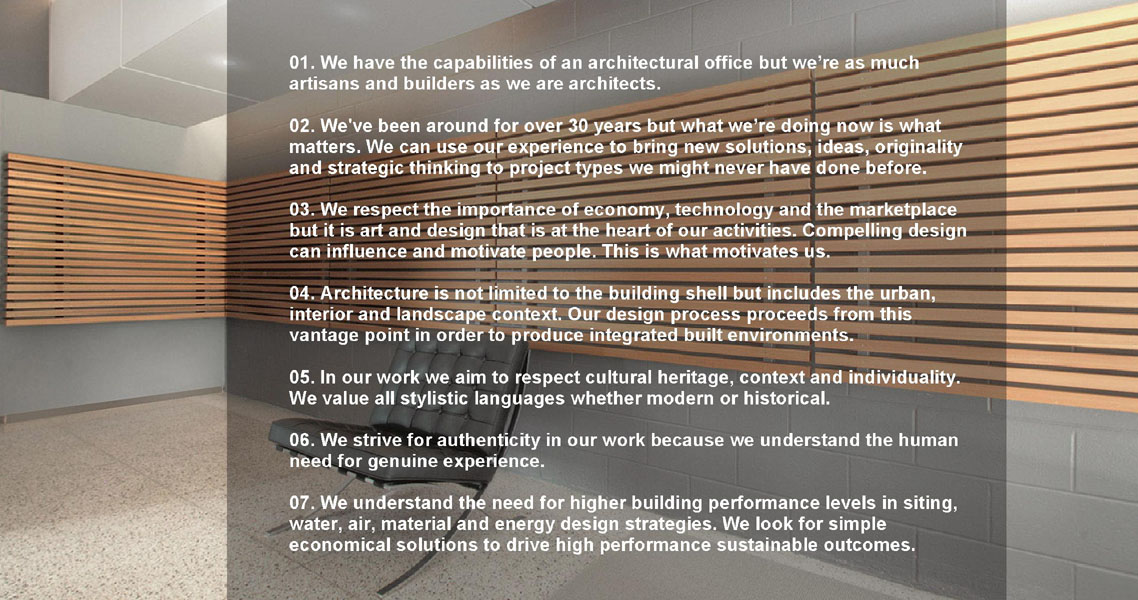 01. We have the capabilities of an architectural office but we’re as much
artisans and builders as we are architects.
02. We've been around for over 30 years but what we’re doing now is what
matters. We can use our experience to bring new solutions, ideas, originality
and strategic thinking to project types we might never have done before.
03. We respect the importance of economy, technology and the marketplace
but it is art and design that is at the heart of our activities. Compelling design
can influence and motivate people. This is what motivates us.
04. Architecture is not limited to the building shell but includes the urban,
interior and landscape context. Our design process proceeds from this
vantage point in order to produce integrated built environments.
05. In our work we aim to respect cultural heritage, context and individuality.
We value all stylistic languages whether modern or historical.
06. We strive for authenticity in our work because we understand the human
need for genuine experience.
07. We understand the need for higher building performance levels in siting,
water, air, material and energy design strategies. We look for simple
economical solutions to drive high performance sustainable outcomes.